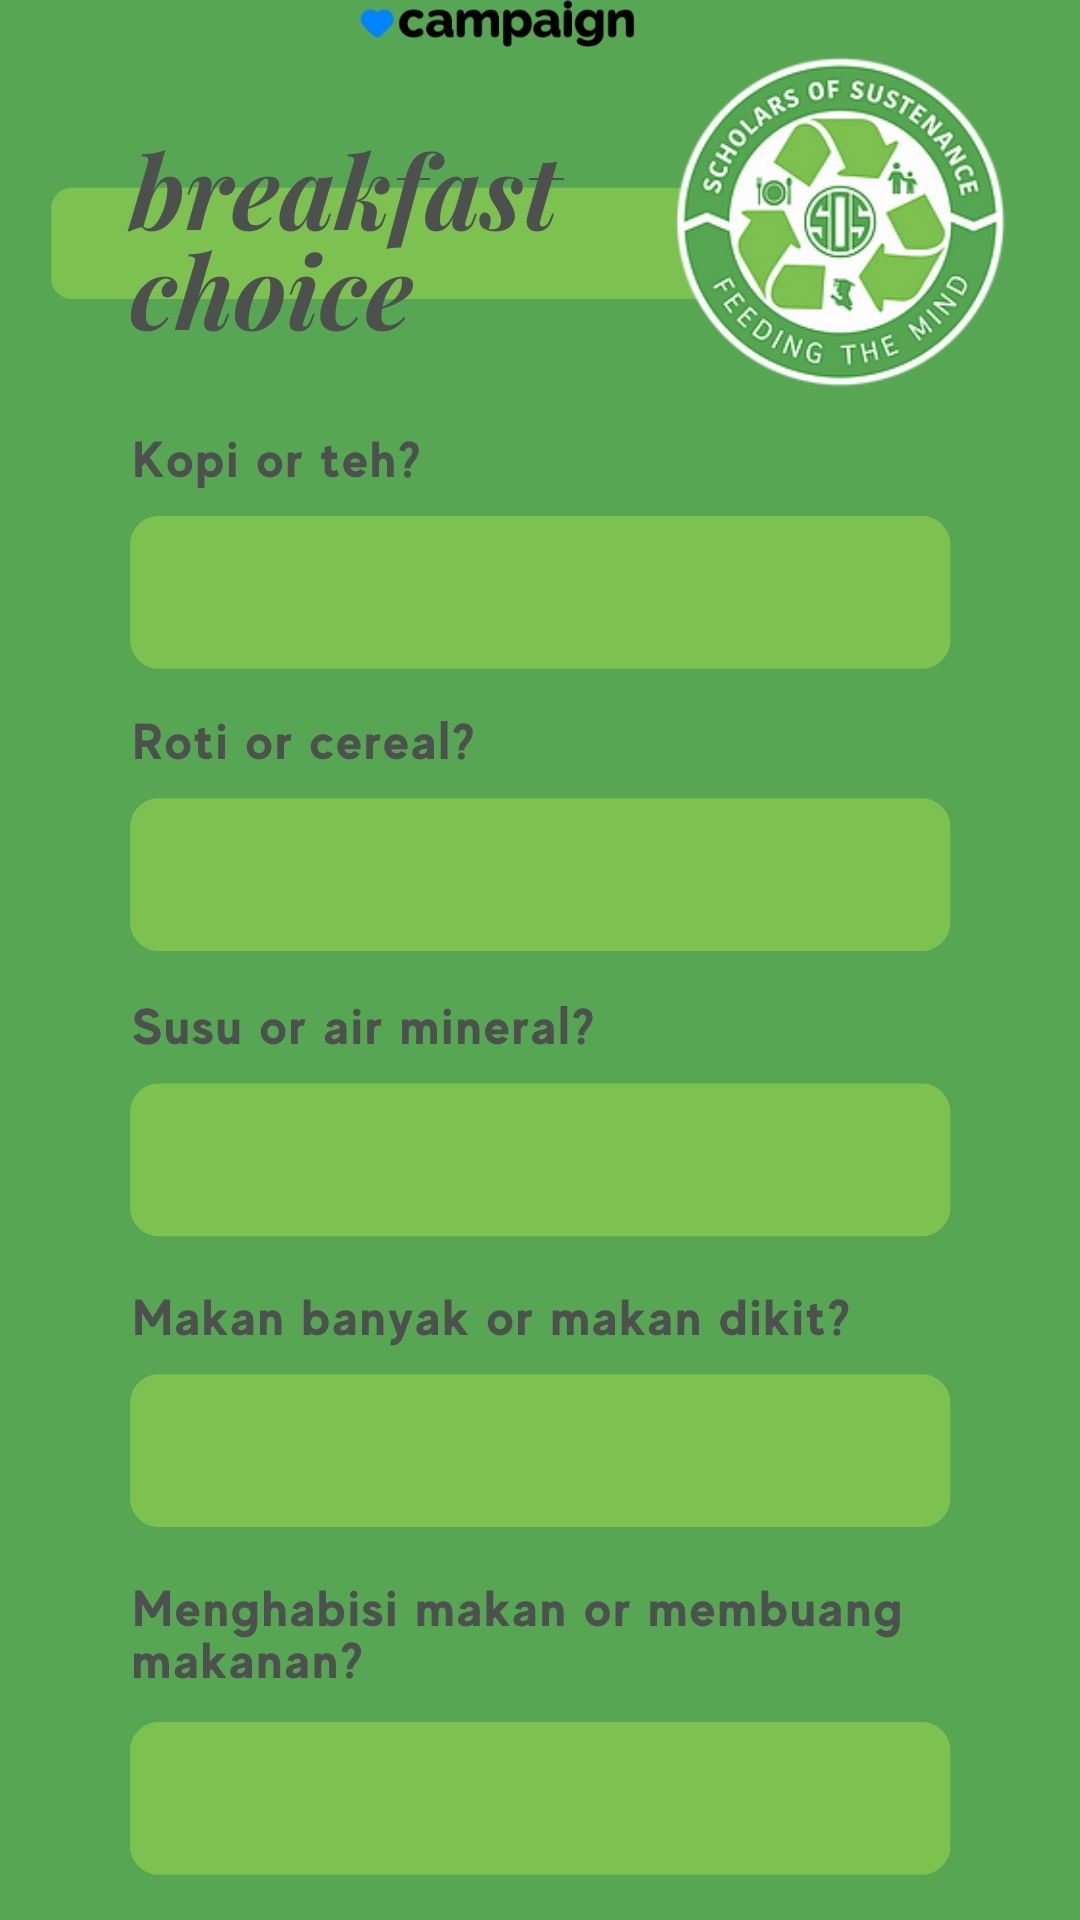 campaign
SCHOLARS OF SUSTENANCE
SOS
FEEDING THE MIND
breakfast
choice
Kopi or teh?
Roti or cereal?
Susu or air mineral?
Makan banyak or makan dikit?
Menghabisi makan or membuang
makanan?